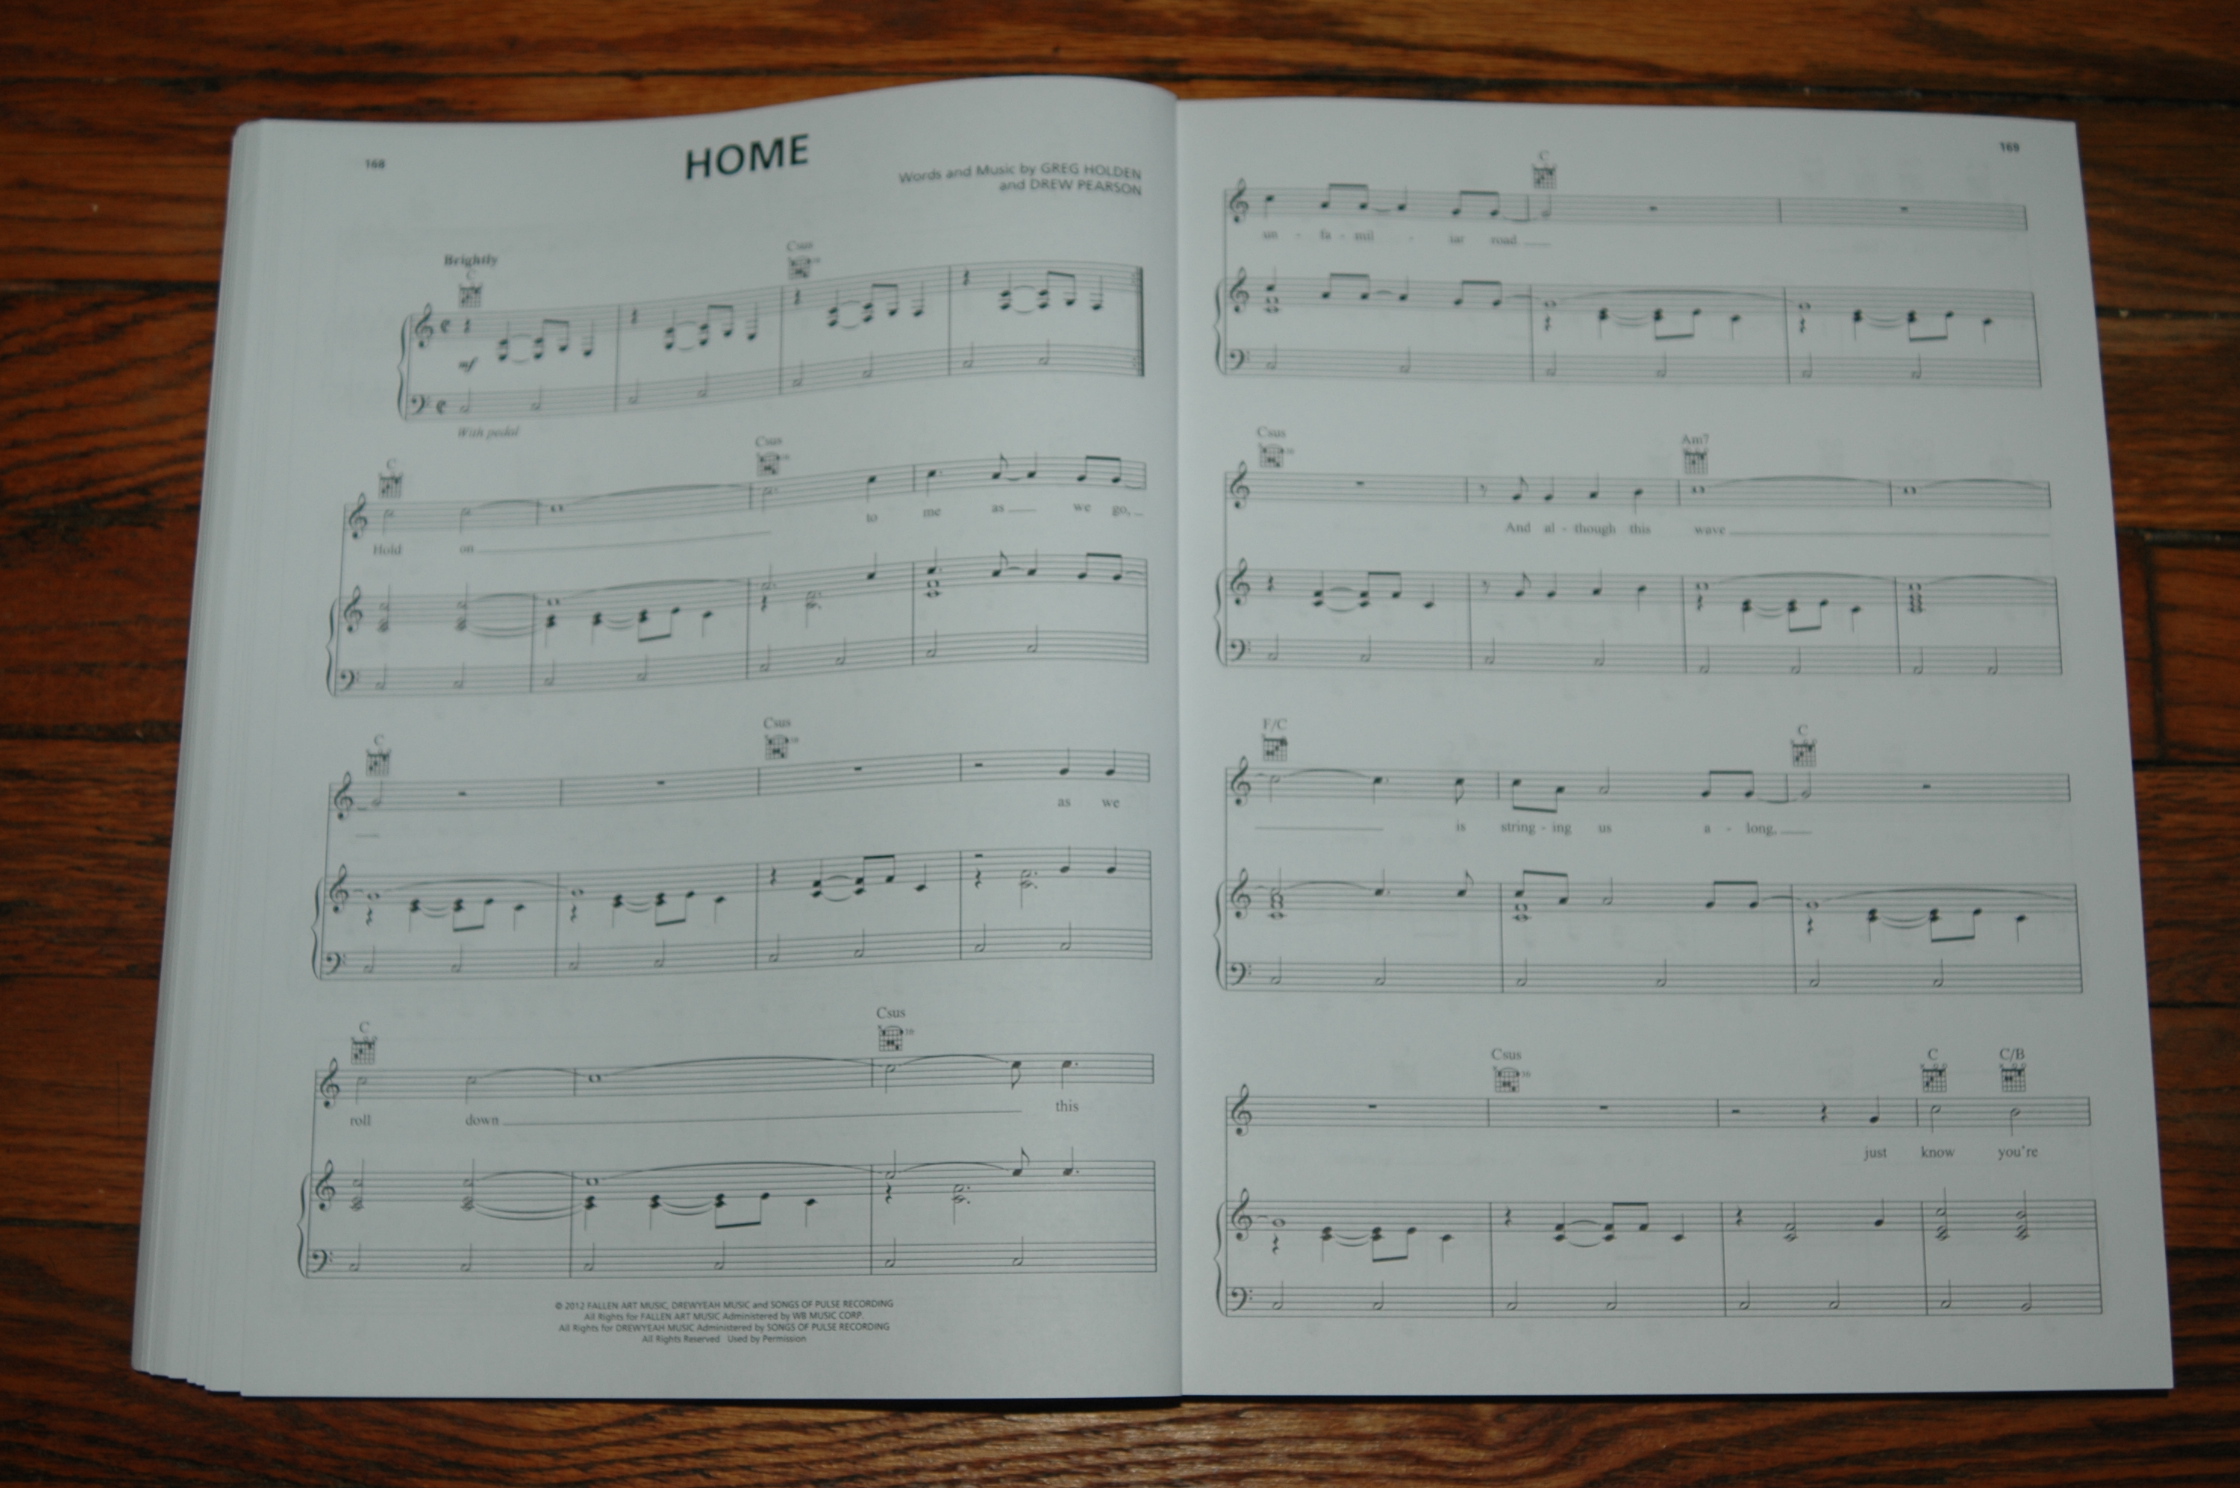 168
HOME
Words and Music by GREG HOLDEN
and DREW PEARSON
Brightly
C Csus
mf
With pedal
C Csus
Hold on to me as we go,
C Csus
as we
C Csus
roll down this
© 2012 FALLEN ART MUSIC, DREWYEAH MUSIC and SONGS OF PULSE RECORDING
All Rights for FALLEN ART MUSIC Administered by WB MUSIC CORP.
All Rights for DREWYEAH MUSIC Administered by SONGS OF PULSE RECORDING
All Rights Reserved Used by Permission
169
C
un - fa - mil - iar road
Csus Am7
And al - though this wave
F/C C
is string - ing us a - long,
Csus C C/B
just know you're